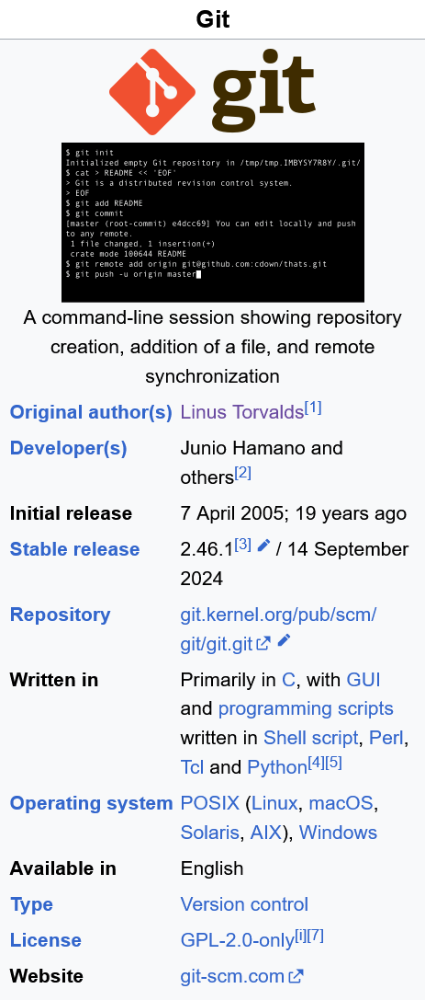 Git
git
$ git init
Initialized empty Git repository in /tmp/tmp.IMBYSY7R8Y/.git/
$ cat > README << 'EOF'
> Git is a distributed revision control system.
> EOF
$ git add README
$ git commit
[master (root-commit) e4dcc69] You can edit locally and push
to any remote.
1 file changed, 1 insertion(+)
crate mode 100644 README
$ git remote add origin git@github.com:cdown/thats.git
$ git push -u origin master
A command-line session showing repository
creation, addition of a file, and remote
synchronization
Original author(s) Linus Torvalds[1]
Developer(s) Junio Hamano and
others[2]
Initial release 7 April 2005; 19 years ago
Stable release 2.46.1[3] / 14 September
2024
Repository git.kernel.org/pub/scm/
git/git.git
Written in Primarily in C, with GUI
and programming scripts
written in Shell script, Perl,
Tcl and Python[4][5]
Operating system POSIX (Linux, macOS,
Solaris, AIX), Windows
Available in English
Type Version control
License GPL-2.0-only[i][7]
Website git-scm.com